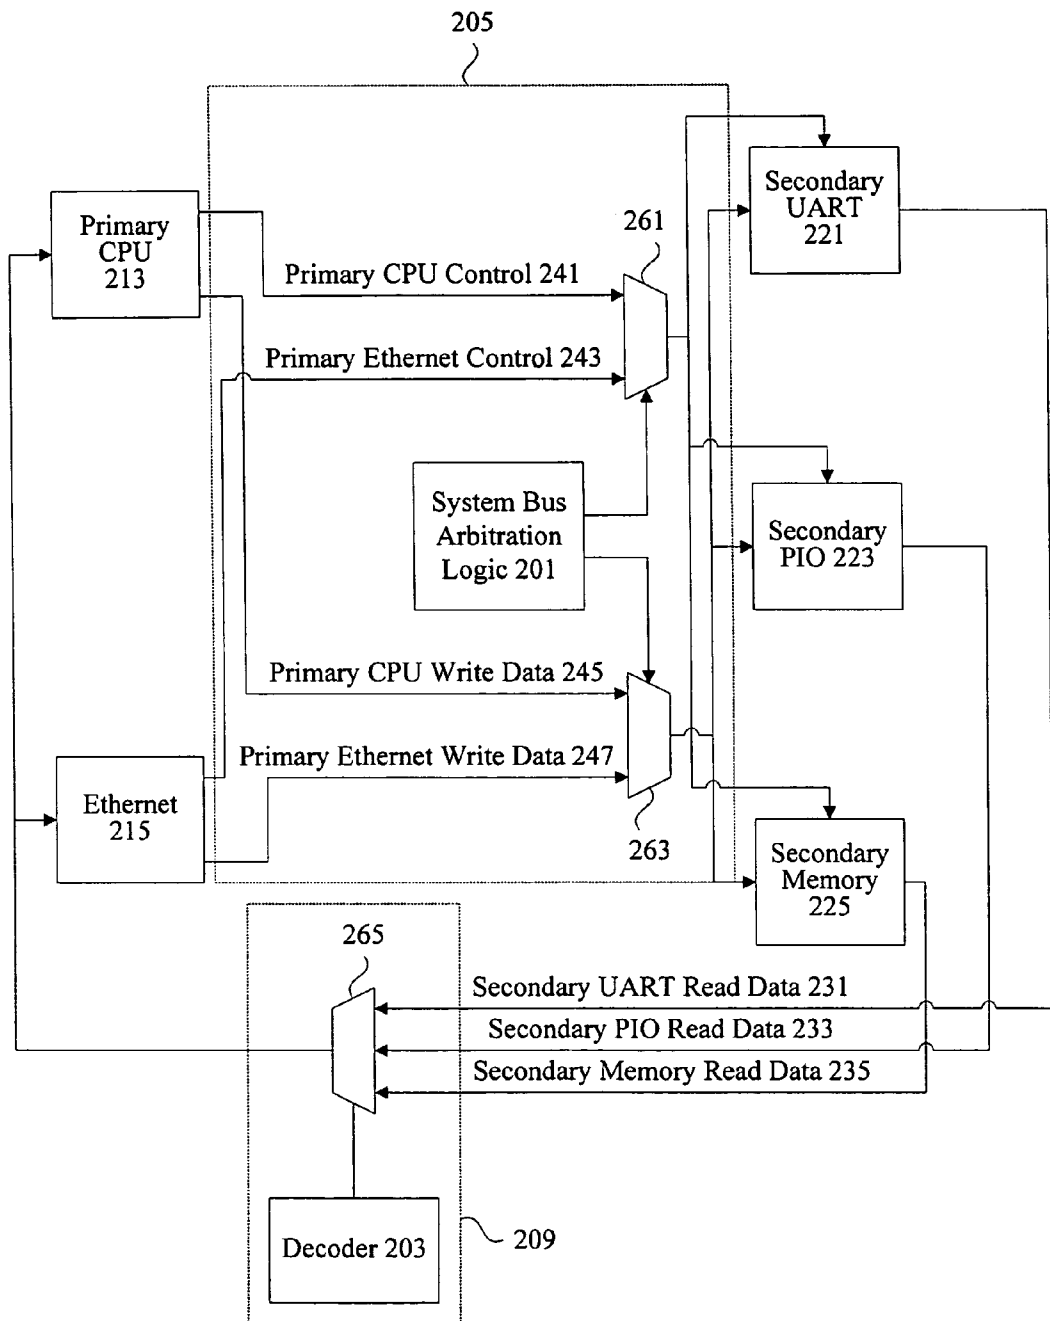 205
Primary
CPU
213
Secondary
UART
221
261
Primary CPU Control 241
Primary Ethernet Control 243
System Bus
Arbitration
Logic 201
Secondary
PIO 223
Primary CPU Write Data 245
Primary Ethernet Write Data 247
Ethernet
215
263
Secondary
Memory
225
265
Secondary UART Read Data 231
Secondary PIO Read Data 233
Secondary Memory Read Data 235
Decoder 203
209